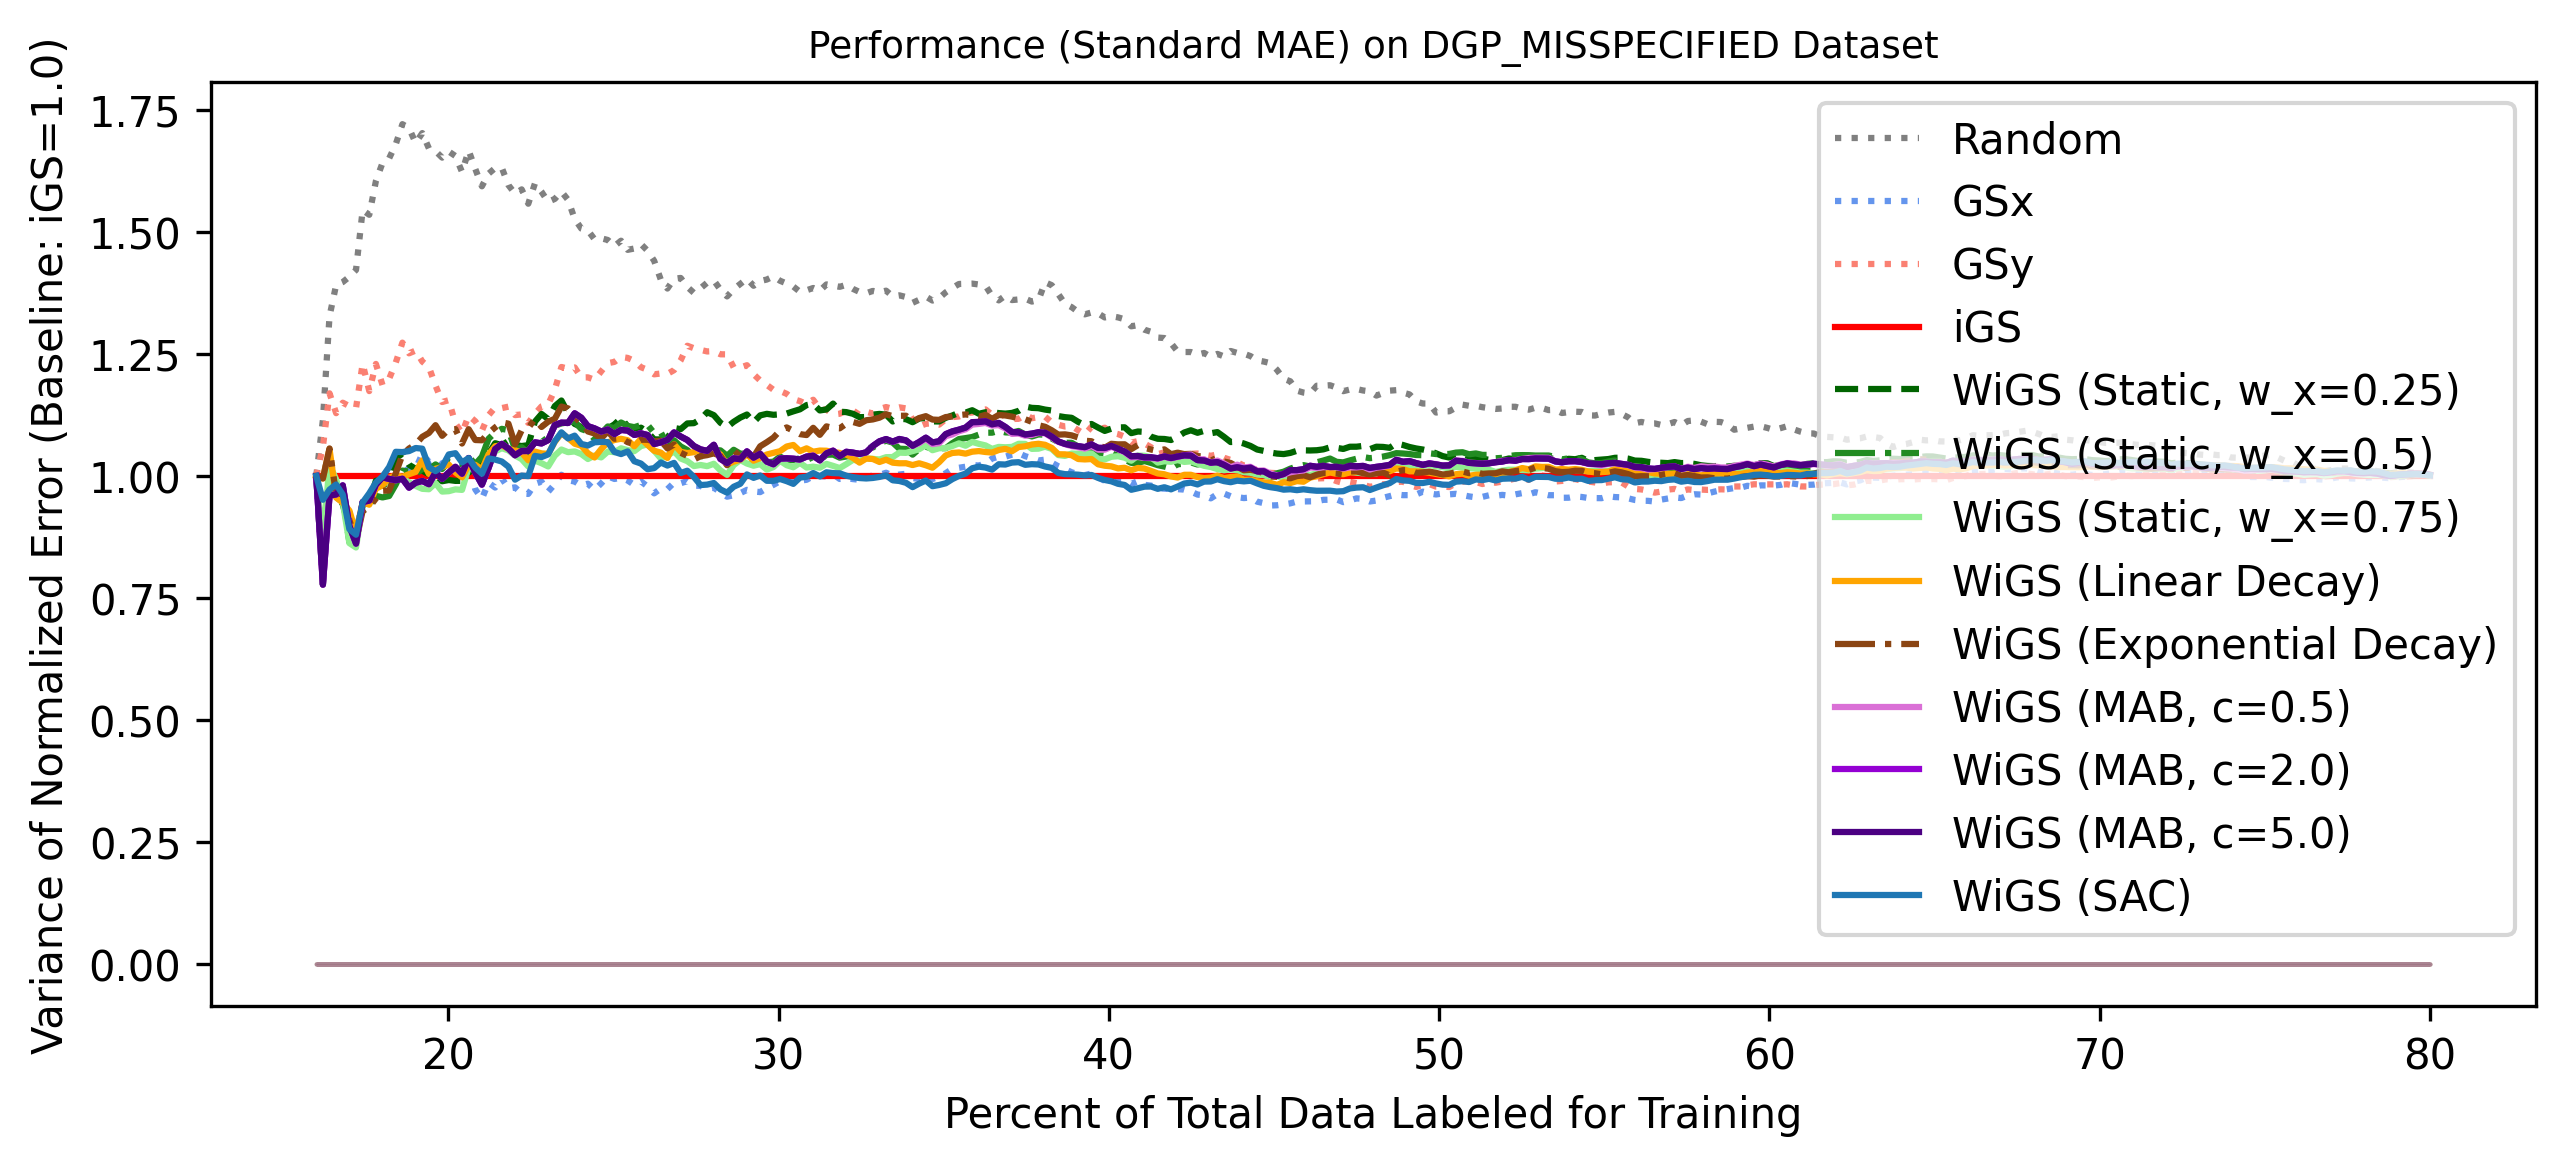 Performance (Standard MAE) on DGP_MISSPECIFIED Dataset
Variance of Normalized Error (Baseline: iGS=1.0)
1.75
1.50
1.25
1.00
0.75
0.50
0.25
0.00
Random
GSx
GSy
iGS
WiGS (Static, w_x=0.25)
WiGS (Static, w_x=0.5)
WiGS (Static, w_x=0.75)
WiGS (Linear Decay)
WiGS (Exponential Decay)
WiGS (MAB, c=0.5)
WiGS (MAB, c=2.0)
WiGS (MAB, c=5.0)
WiGS (SAC)
20 30 40 50 60 70 80
Percent of Total Data Labeled for Training